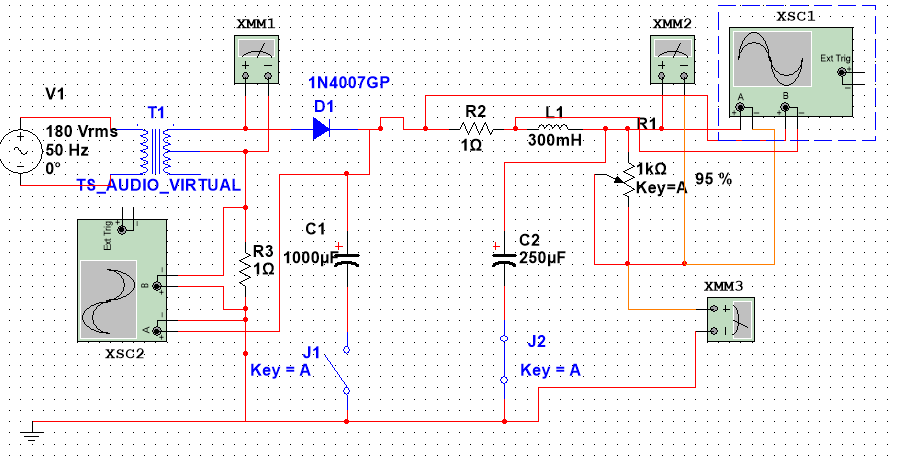 XSC1
XMM1
XMM2
Ext Trig
A
B
1N4007GP
V1
D1
T1
R2
L1
R1
180 Vrms
50 Hz
0°
1Ω
300mH
1kΩ
Key=A
95 %
TS_AUDIO_VIRTUAL
Ext Trig
C1
C2
R3
1Ω
1000µF
250µF
B
A
XMM3
XSC2
J1
Key = A
J2
Key = A